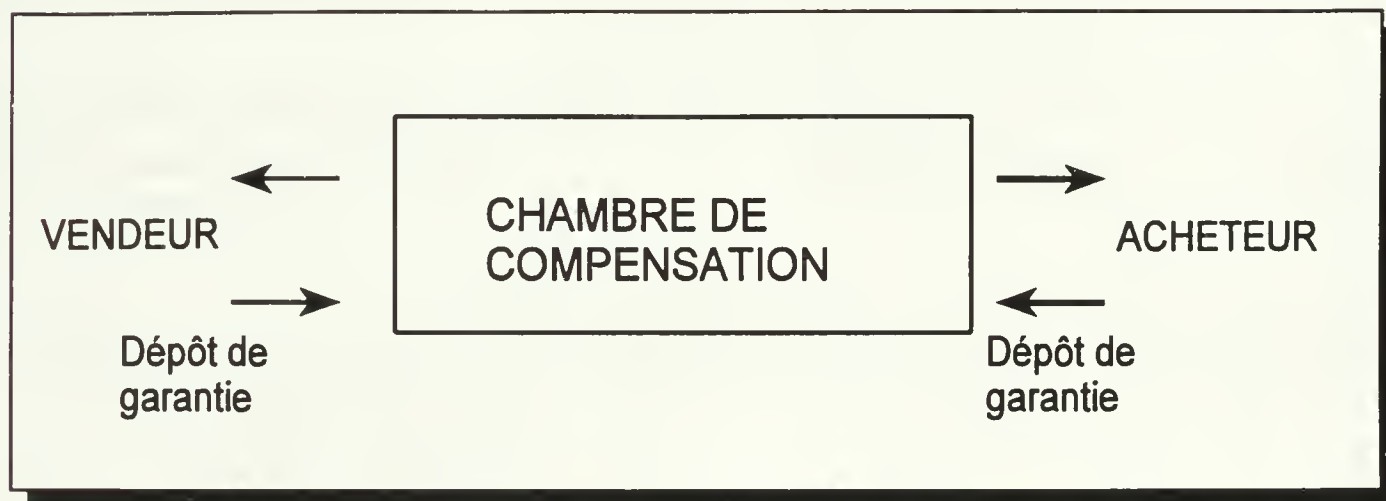 VENDEUR
CHAMBRE DE
COMPENSATION
ACHETEUR
Dépôt de
garantie
Dépôt de
garantie